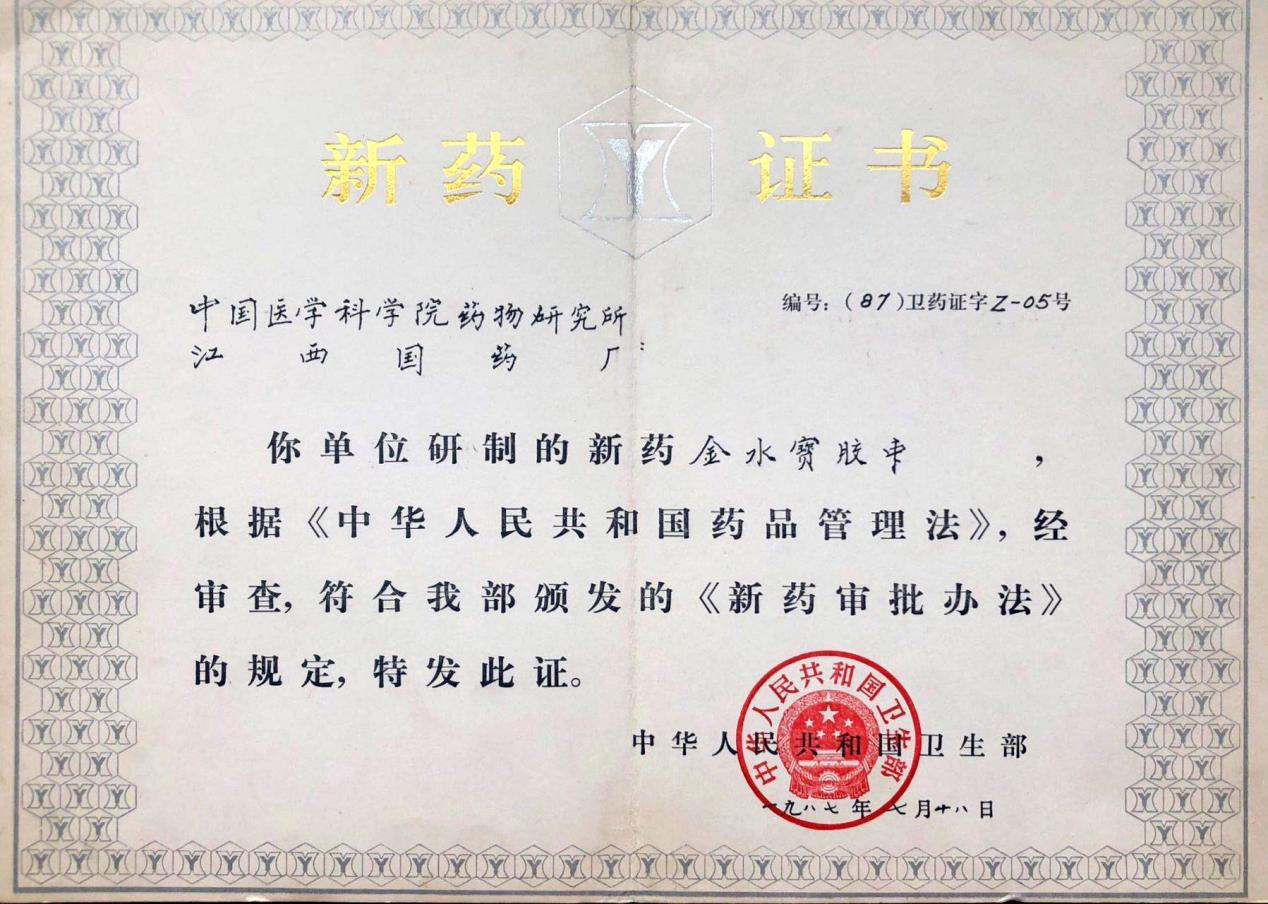 新药证书
编号：（87）卫药证字Z-05号
中国医学科学院药物研究所
江西国药厂：
你单位研制的新药金水寶胶囊，
根据《中华人民共和国药品管理法》，经
审查，符合我部颁发的《新药审批办法》
的规定，特发此证。
中华人民共和国卫生部
中华人民共和国卫生部
一九八七年七月十八日